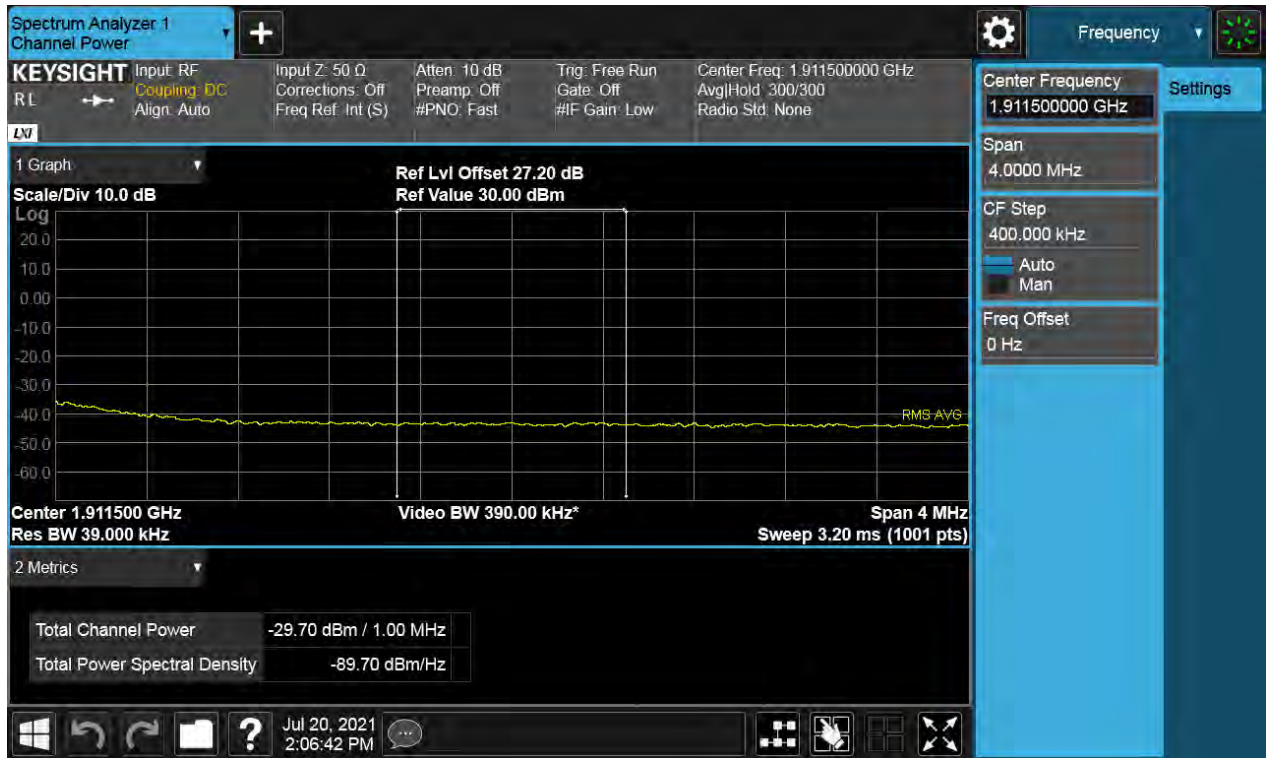 Spectrum Analyzer 1
Channel Power
+
Frequency
KEYSIGHT
RL
LXI
Input: RF
Coupling: DC
Align: Auto
Input Z: 50 Ω
Corrections: Off
Freq Ref: Int (S)
Atten: 10 dB
Preamp: Off
#PNO: Fast
Trig: Free Run
Gate: Off
#IF Gain: Low
Center Freq: 1.911500000 GHz
Avg|Hold: 300/300
Radio Std: None
1 Graph
Scale/Div 10.0 dB
Ref Lvl Offset 27.20 dB
Ref Value 30.00 dBm
Log
20.0
10.0
0.00
-10.0
-20.0
-30.0
-40.0
-50.0
-60.0
RMS AVG
Center 1.911500 GHz
Res BW 39.000 kHz
Video BW 390.00 kHz*
Span 4 MHz
Sweep 3.20 ms (1001 pts)
2 Metrics
Total Channel Power -29.70 dBm / 1.00 MHz
Total Power Spectral Density -89.70 dBm/Hz
?
Jul 20, 2021
2:06:42 PM
Center Frequency
1.911500000 GHz
Settings
Span
4.0000 MHz
CF Step
400.000 kHz
Auto
Man
Freq Offset
0 Hz